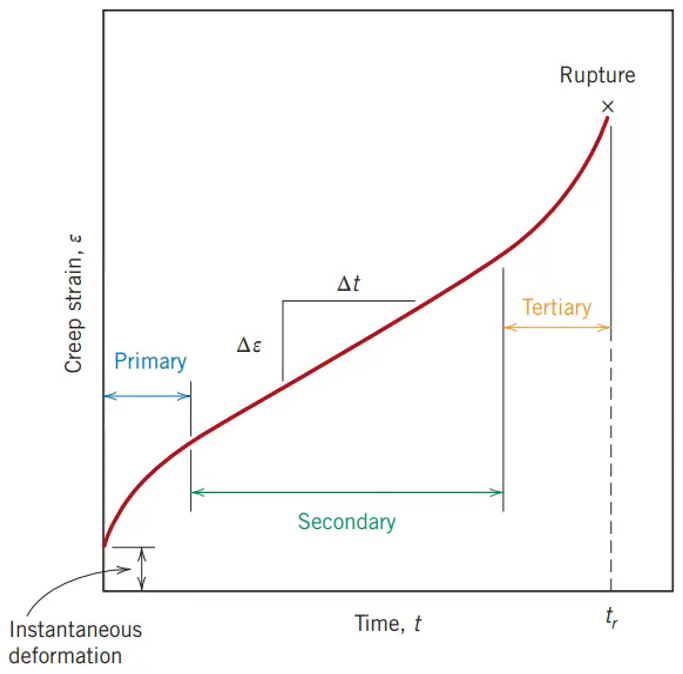 Rupture
×
Δt
Δε
Creep strain, ε
Tertiary
Primary
Secondary
Instantaneous
deformation
Time, t
tᵣ